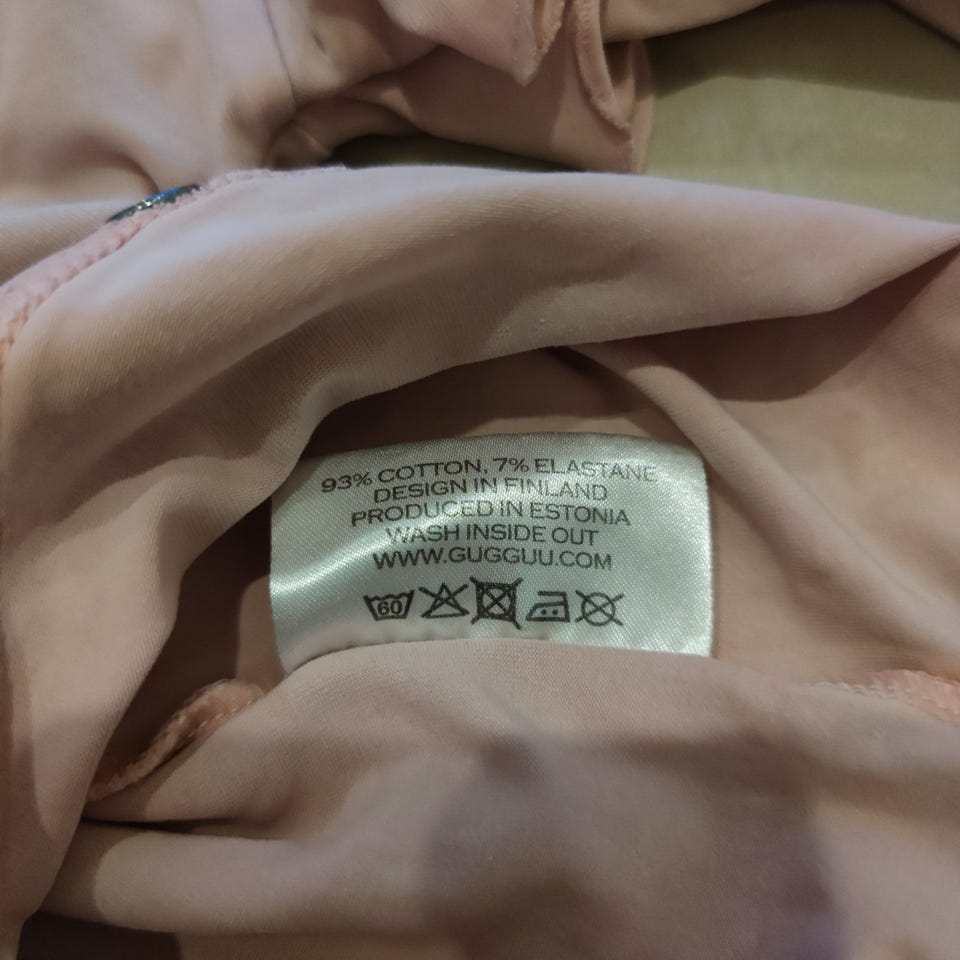 93% COTTON, 7% ELASTANE
DESIGN IN FINLAND
PRODUCED IN ESTONIA
WASH INSIDE OUT
WWW.GUGGUU.COM
60